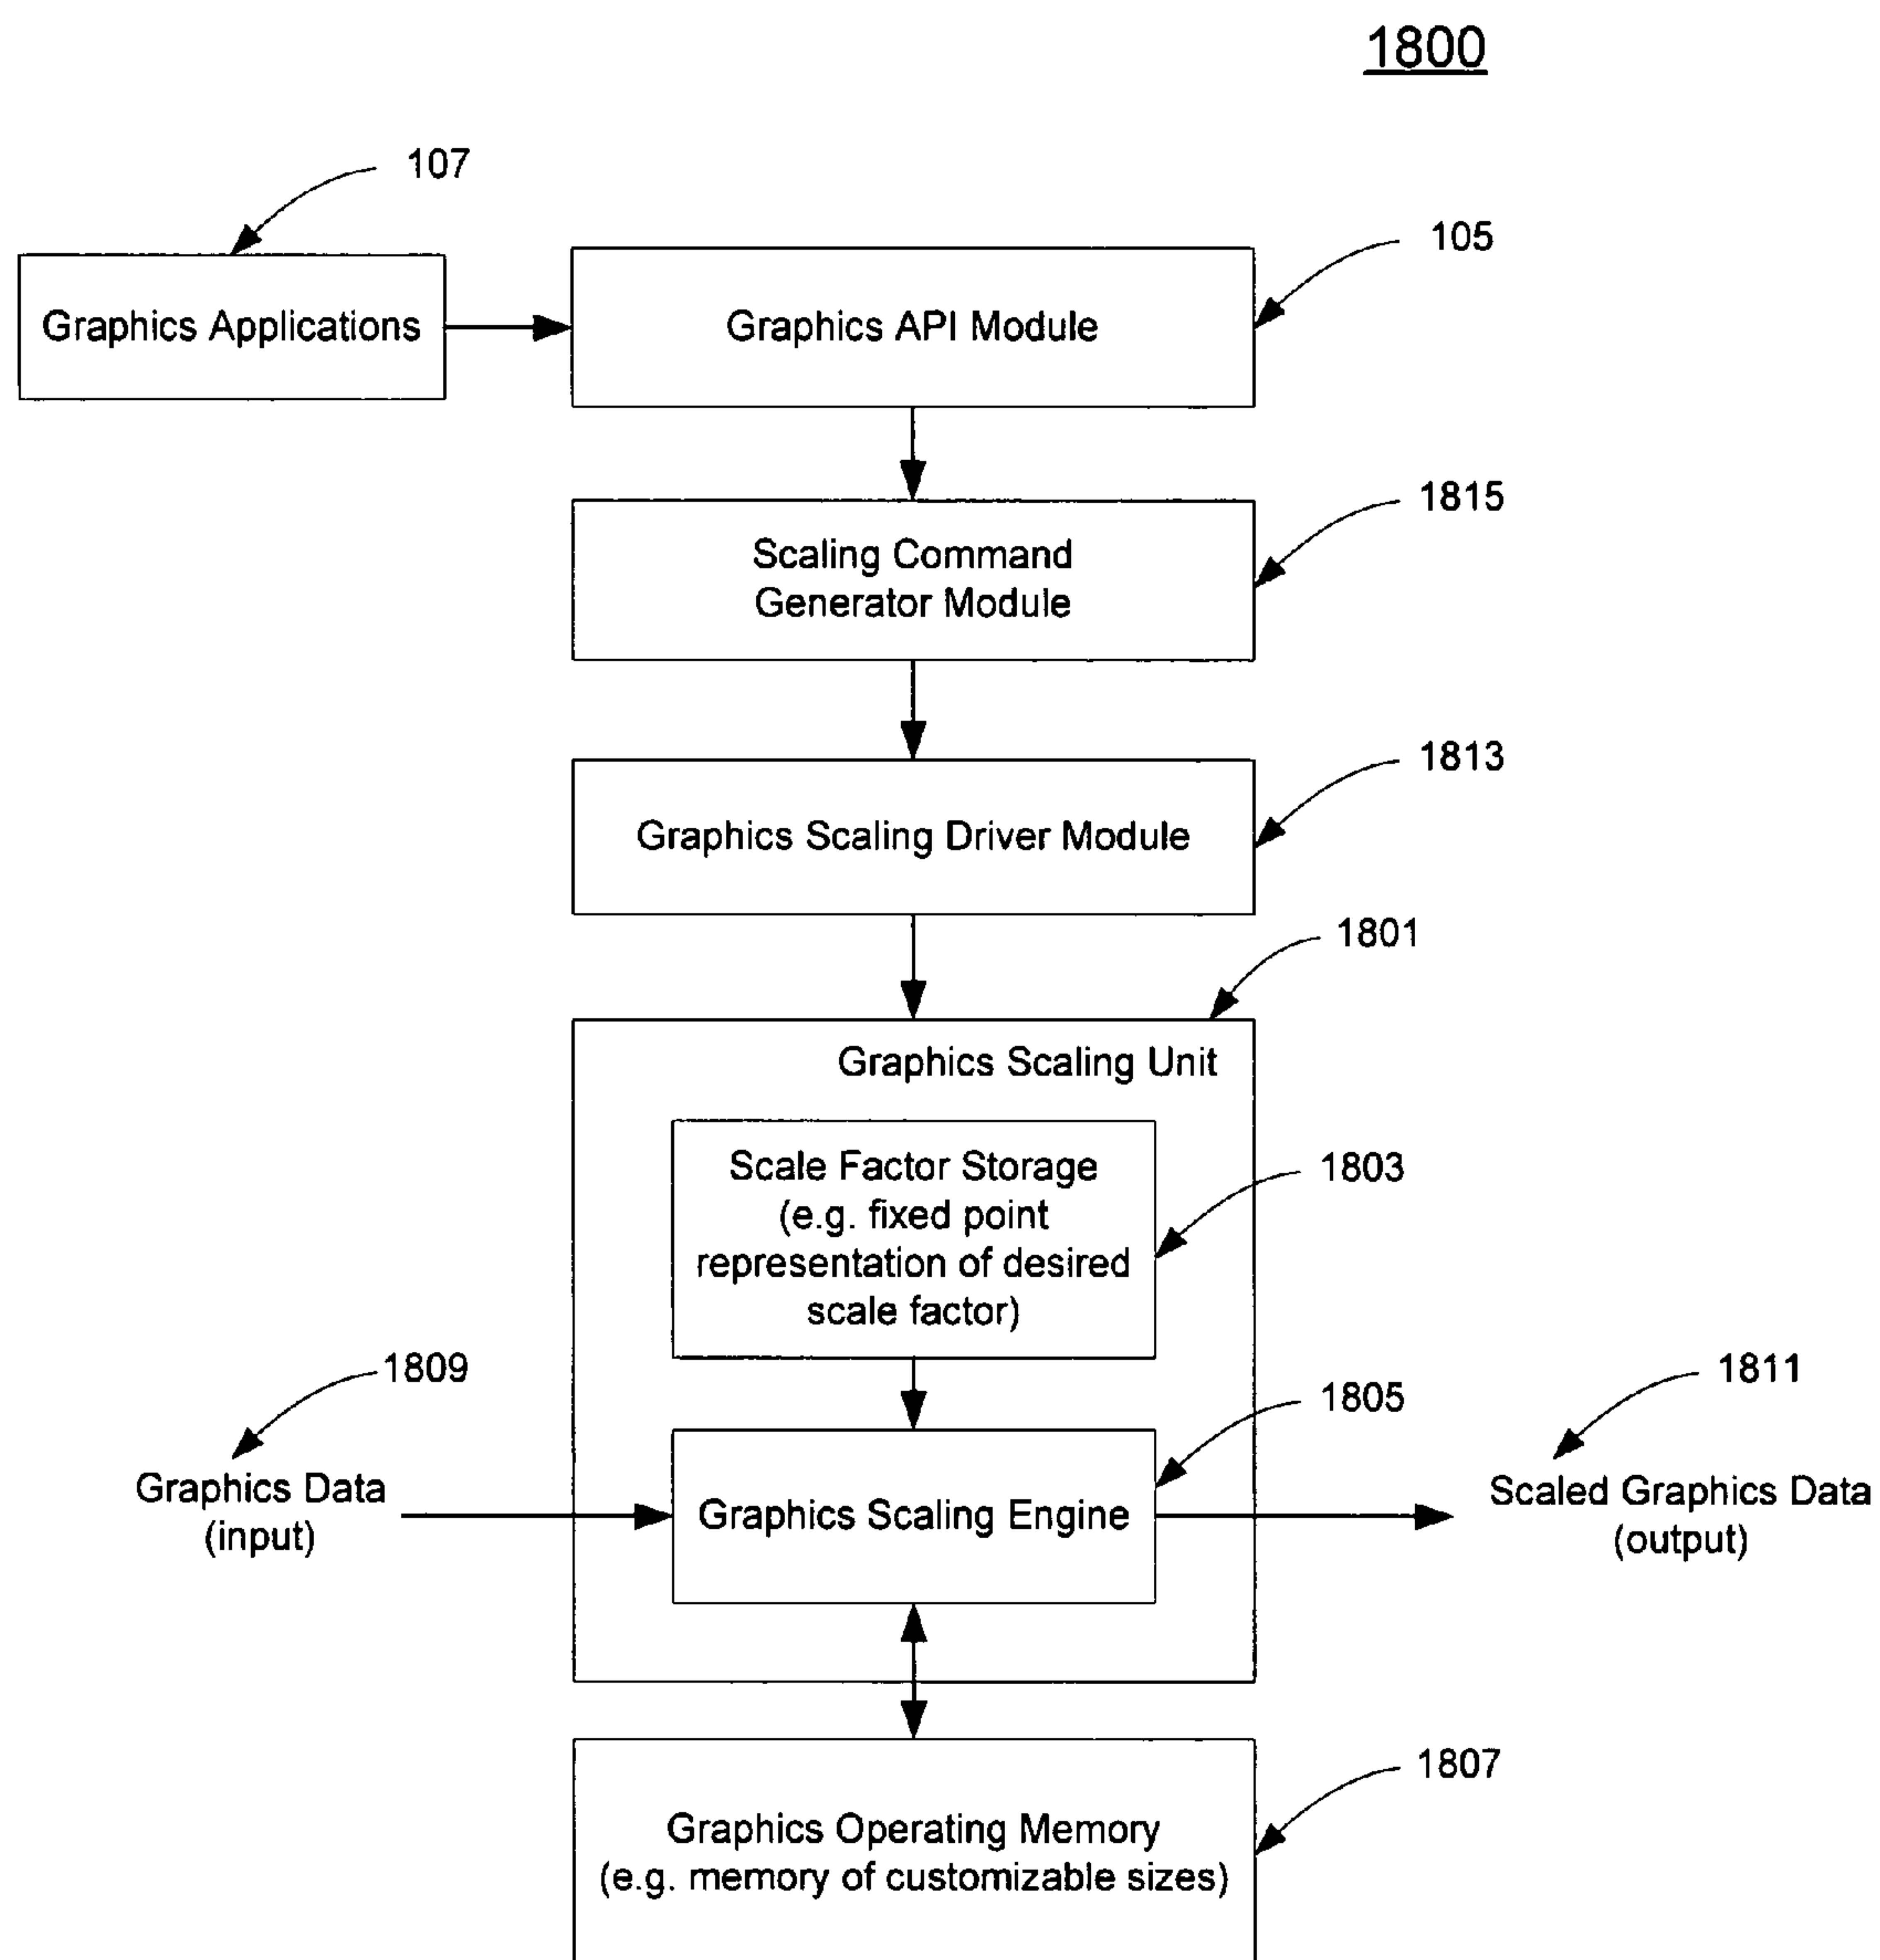 1800
107
105
Graphics Applications
Graphics API Module
1815
Scaling Command
Generator Module
1813
Graphics Scaling Driver Module
1801
Graphics Scaling Unit
Scale Factor Storage
(e.g. fixed point
representation of desired
scale factor)
1803
1809
1805
1811
Graphics Data
(input)
Graphics Scaling Engine
Scaled Graphics Data
(output)
1807
Graphics Operating Memory
(e.g. memory of customizable sizes)